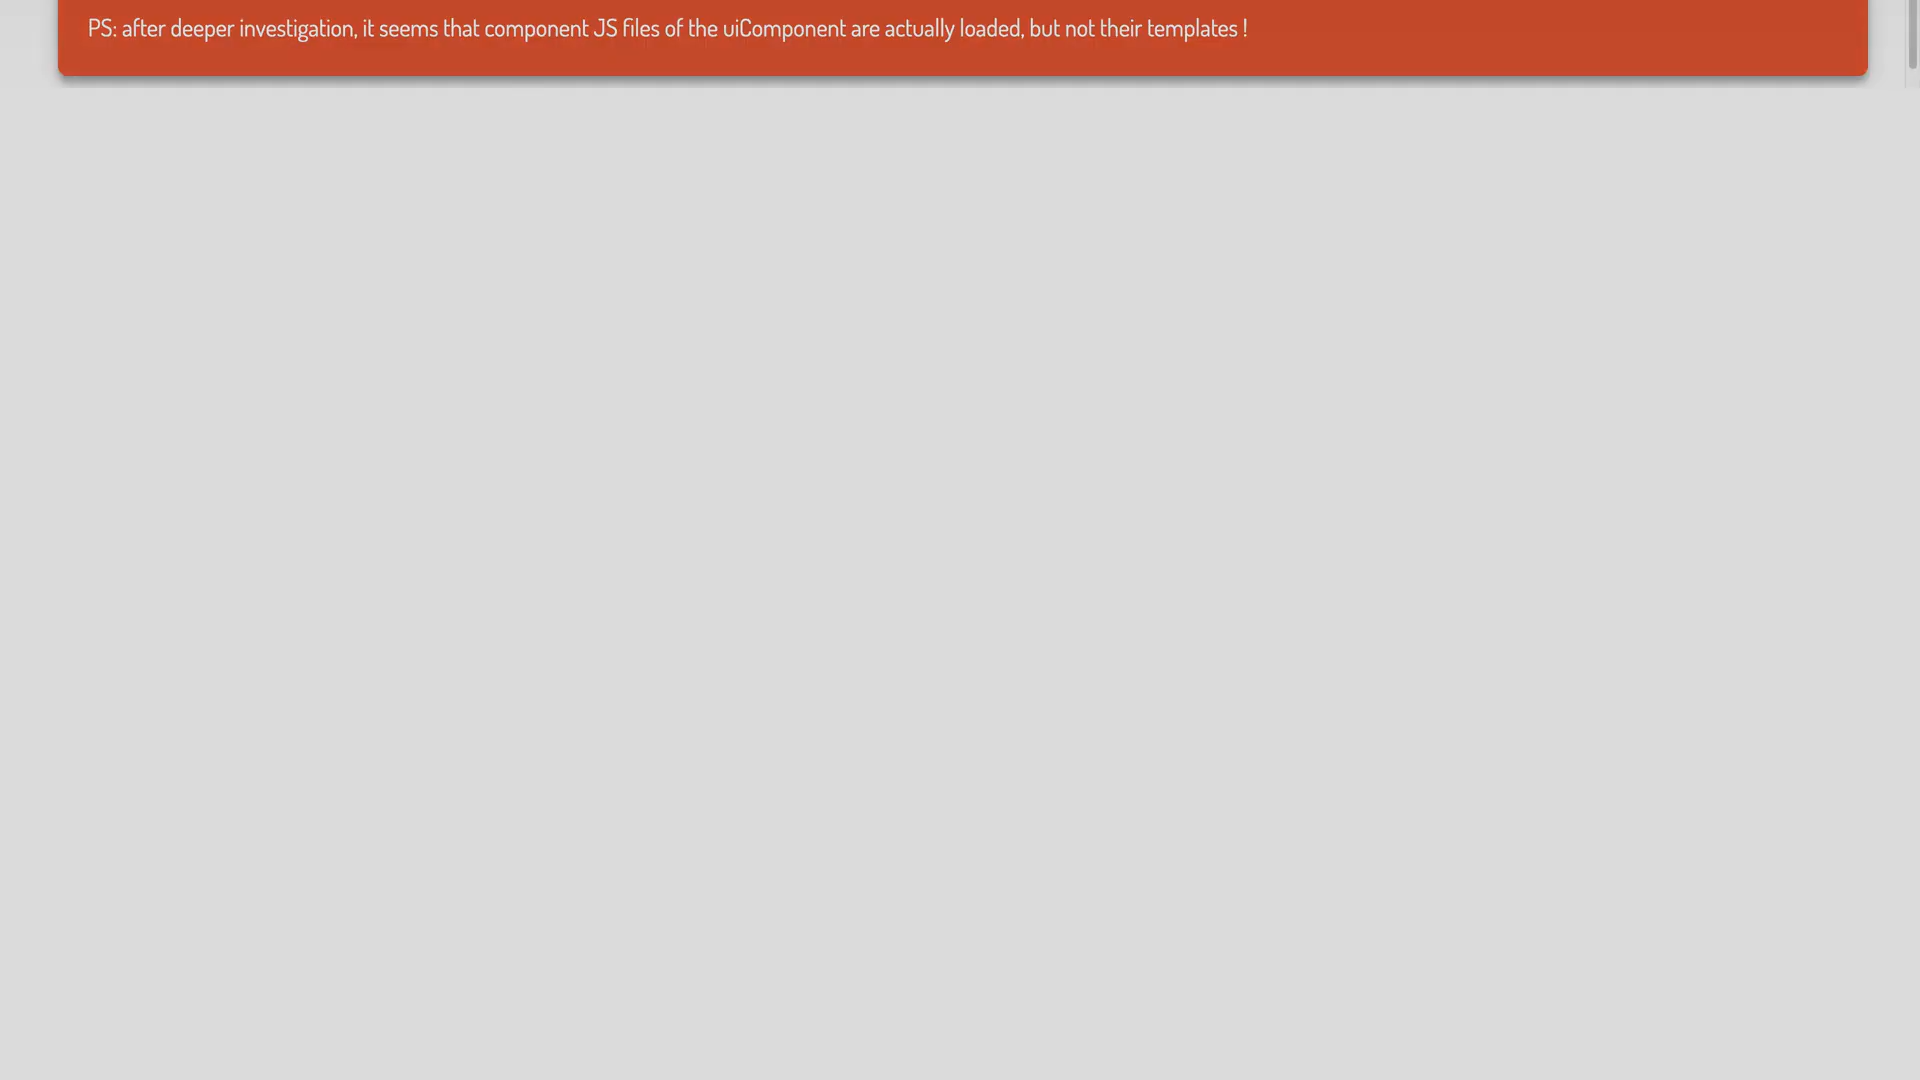 PS: after deeper investigation, it seems that component JS files of the uiComponent are actually loaded, but not their templates !